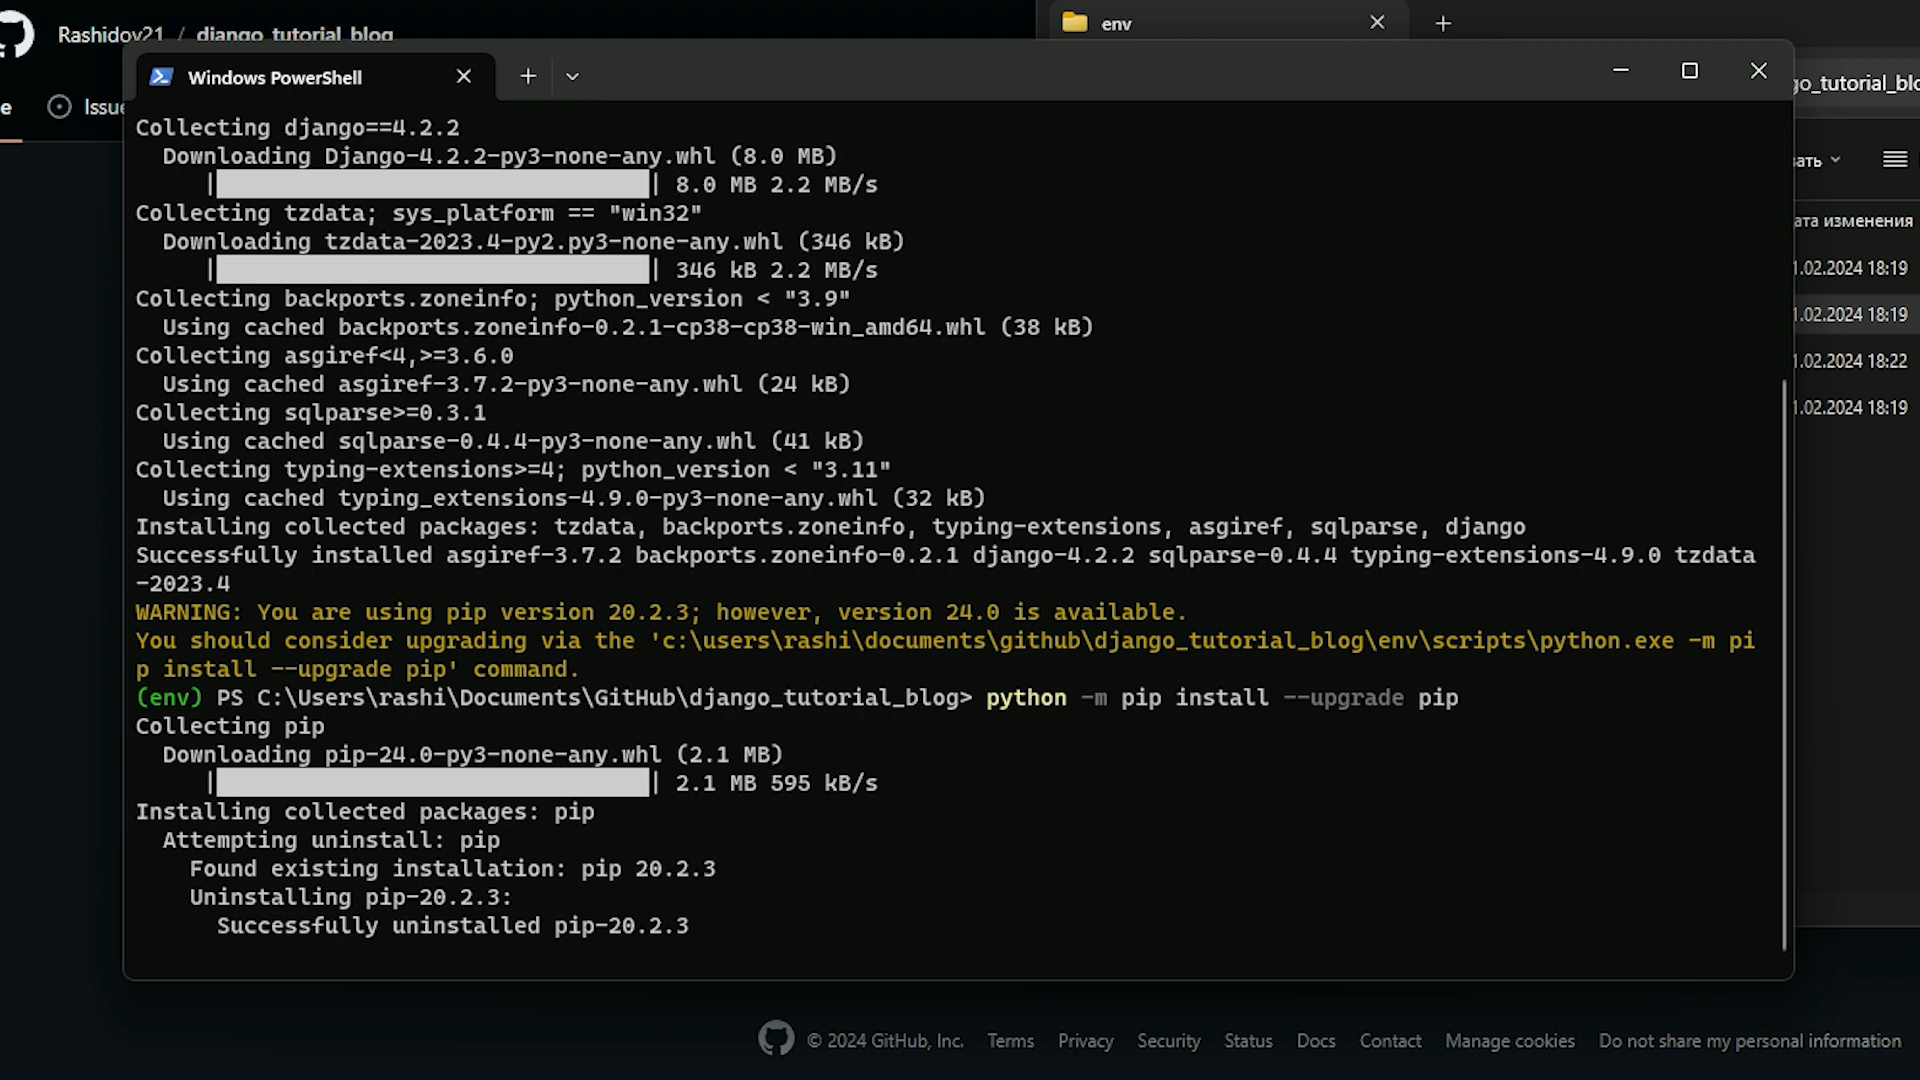 Rashidov21 / django_tutorial_blog
env
Windows PowerShell
go_tutorial_blo
e
Issue
Collecting django==4.2.2
Downloading Django-4.2.2-py3-none-any.whl (8.0 MB)
| | 8.0 MB 2.2 MB/s
Collecting tzdata; sys_platform == "win32"
Downloading tzdata-2023.4-py2.py3-none-any.whl (346 kB)
| | 346 kB 2.2 MB/s
Collecting backports.zoneinfo; python_version < "3.9"
Using cached backports.zoneinfo-0.2.1-cp38-cp38-win_amd64.whl (38 kB)
Collecting asgiref<4,>=3.6.0
Using cached asgiref-3.7.2-py3-none-any.whl (24 kB)
Collecting sqlparse>=0.3.1
Using cached sqlparse-0.4.4-py3-none-any.whl (41 kB)
Collecting typing-extensions>=4; python_version < "3.11"
Using cached typing_extensions-4.9.0-py3-none-any.whl (32 kB)
Installing collected packages: tzdata, backports.zoneinfo, typing-extensions, asgiref, sqlparse, django
Successfully installed asgiref-3.7.2 backports.zoneinfo-0.2.1 django-4.2.2 sqlparse-0.4.4 typing-extensions-4.9.0 tzdata
-2023.4
WARNING: You are using pip version 20.2.3; however, version 24.0 is available.
You should consider upgrading via the 'c:\users\rashi\documents\github\django_tutorial_blog\env\scripts\python.exe -m pi
p install --upgrade pip' command.
(env) PS C:\Users\rashi\Documents\GitHub\django_tutorial_blog> python -m pip install --upgrade pip
Collecting pip
Downloading pip-24.0-py3-none-any.whl (2.1 MB)
| | 2.1 MB 595 kB/s
Installing collected packages: pip
Attempting uninstall: pip
Found existing installation: pip 20.2.3
Uninstalling pip-20.2.3:
Successfully uninstalled pip-20.2.3
вать
ата изменения
1.02.2024 18:19
1.02.2024 18:19
1.02.2024 18:22
1.02.2024 18:19
© 2024 GitHub, Inc. Terms Privacy Security Status Docs Contact Manage cookies Do not share my personal information